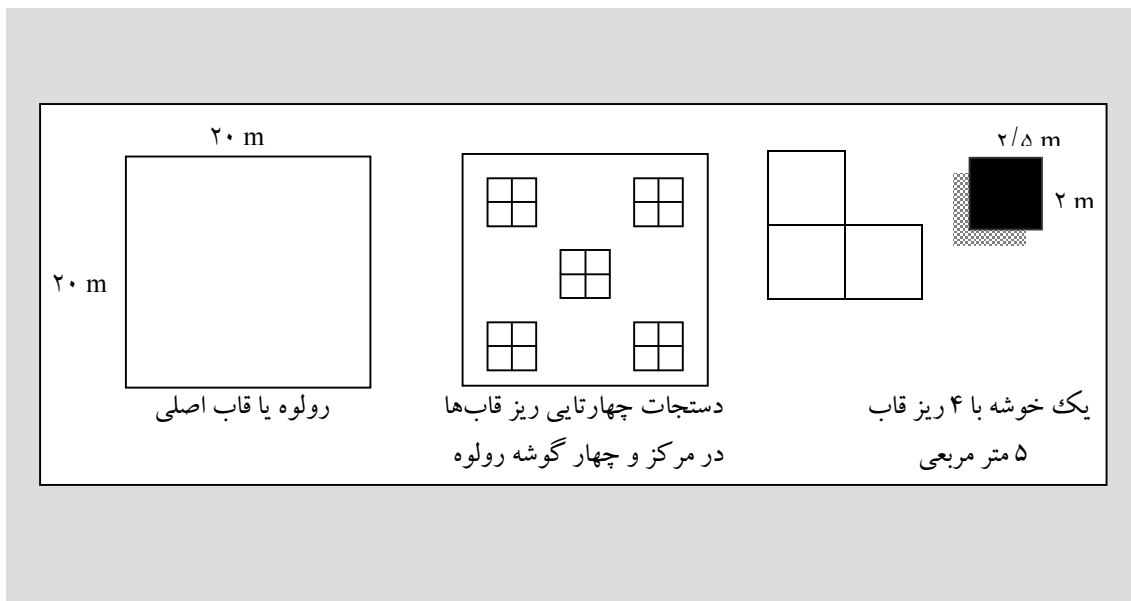 ۲/۵ m
۲ m
۲۰ m
۲۰ m
یک خوشه با ۴ ریز قاب
۵ متر مربعی
دستجات چهارتایی ریز قاب‌ها
در مرکز و چهار گوشه رولوه
رولوه یا قاب اصلی